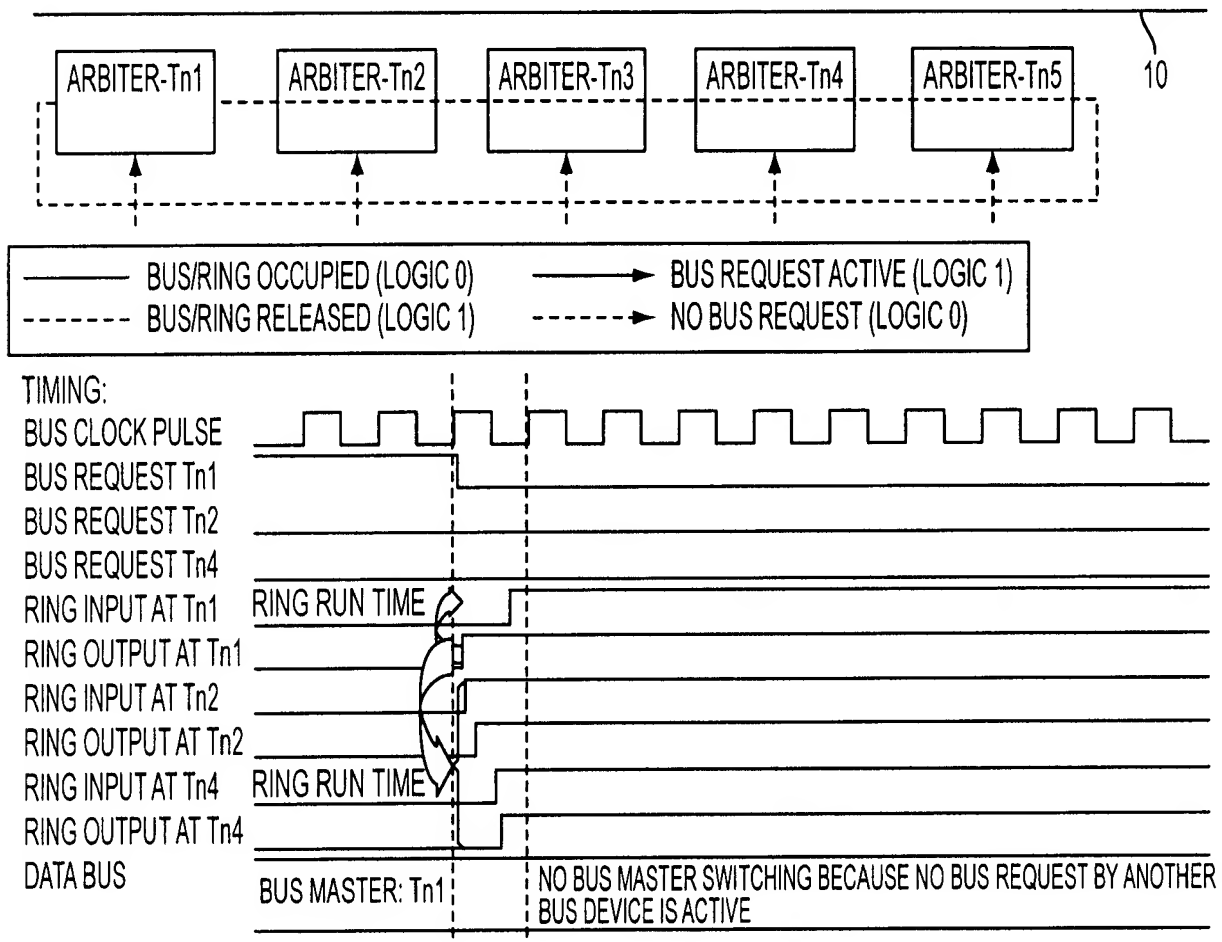 ARBITER-Tn1 ARBITER-Tn2 ARBITER-Tn3 ARBITER-Tn4 ARBITER-Tn5 10
BUS/RING OCCUPIED (LOGIC 0) BUS REQUEST ACTIVE (LOGIC 1)
BUS/RING RELEASED (LOGIC 1) NO BUS REQUEST (LOGIC 0)
TIMING:
BUS CLOCK PULSE
BUS REQUEST Tn1
BUS REQUEST Tn2
BUS REQUEST Tn4
RING INPUT AT Tn1 RING RUN TIME
RING OUTPUT AT Tn1
RING INPUT AT Tn2
RING OUTPUT AT Tn2
RING INPUT AT Tn4 RING RUN TIME
RING OUTPUT AT Tn4
DATA BUS BUS MASTER: Tn1 NO BUS MASTER SWITCHING BECAUSE NO BUS REQUEST BY ANOTHER
BUS DEVICE IS ACTIVE